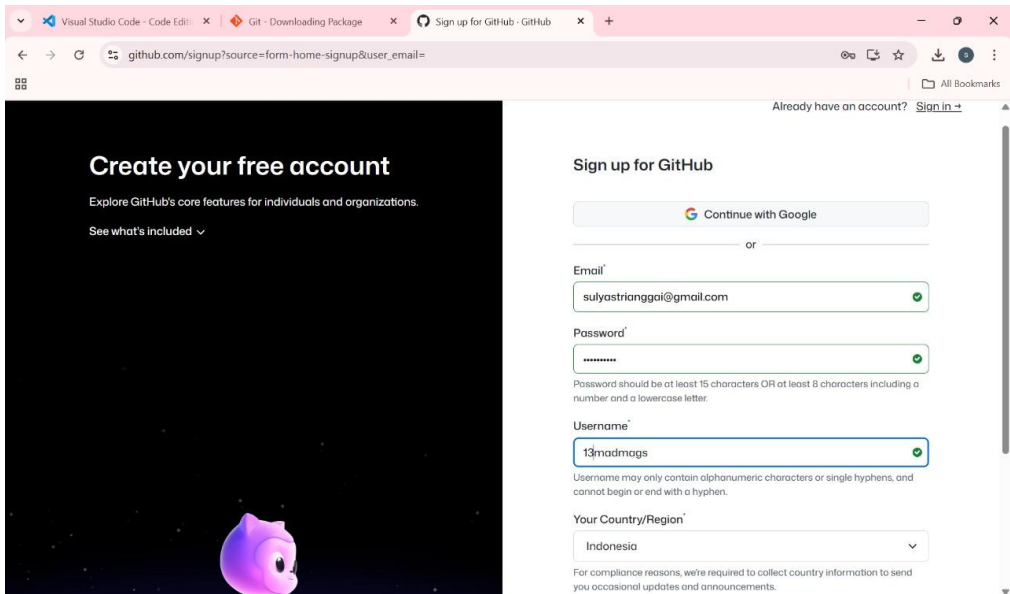 Visual Studio Code - Code Edit
Git - Downloading Package
Sign up for GitHub · GitHub
github.com/signup?source=form-home-signup&user_email=
All Bookmarks
Already have an account? Sign in →
Create your free account
Explore GitHub's core features for individuals and organizations.
See what's included
Sign up for GitHub
Continue with Google
or
Email*
sulyastrianggai@gmail.com
Password*
••••••••••
Password should be at least 15 characters OR at least 8 characters including a
number and a lowercase letter.
Username*
13madmags
Username may only contain alphanumeric characters or single hyphens, and
cannot begin or end with a hyphen.
Your Country/Region*
Indonesia
For compliance reasons, we're required to collect country information to send
you occasional updates and announcements.